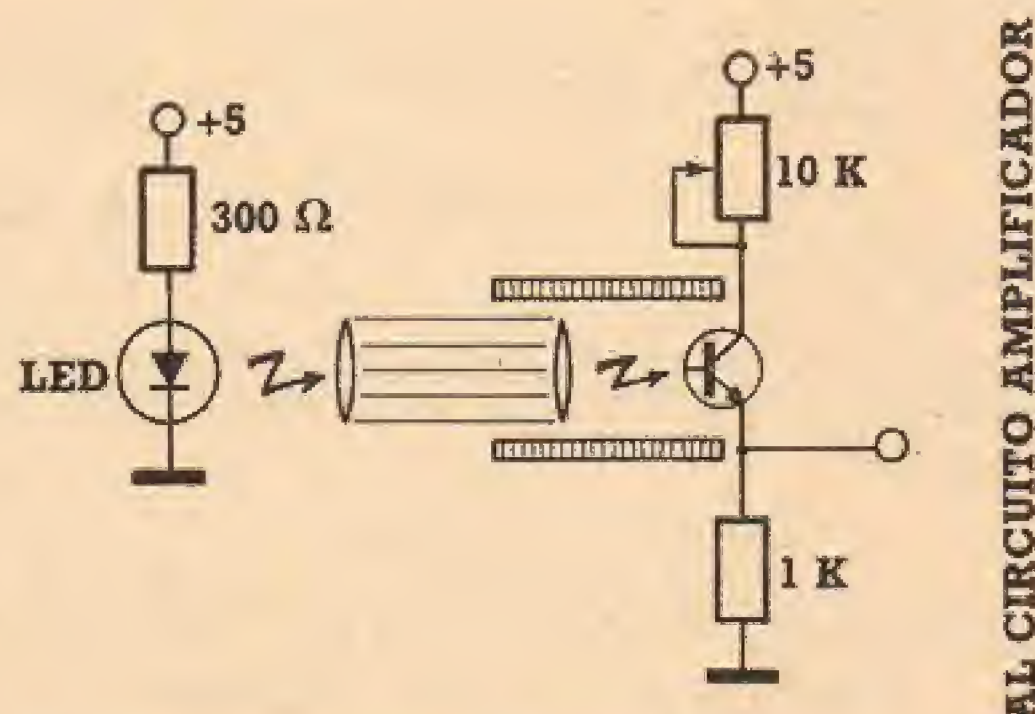 +5
300 Ω
LED
+5
10 K
1 K
AL CIRCUITO AMPLIFICADOR